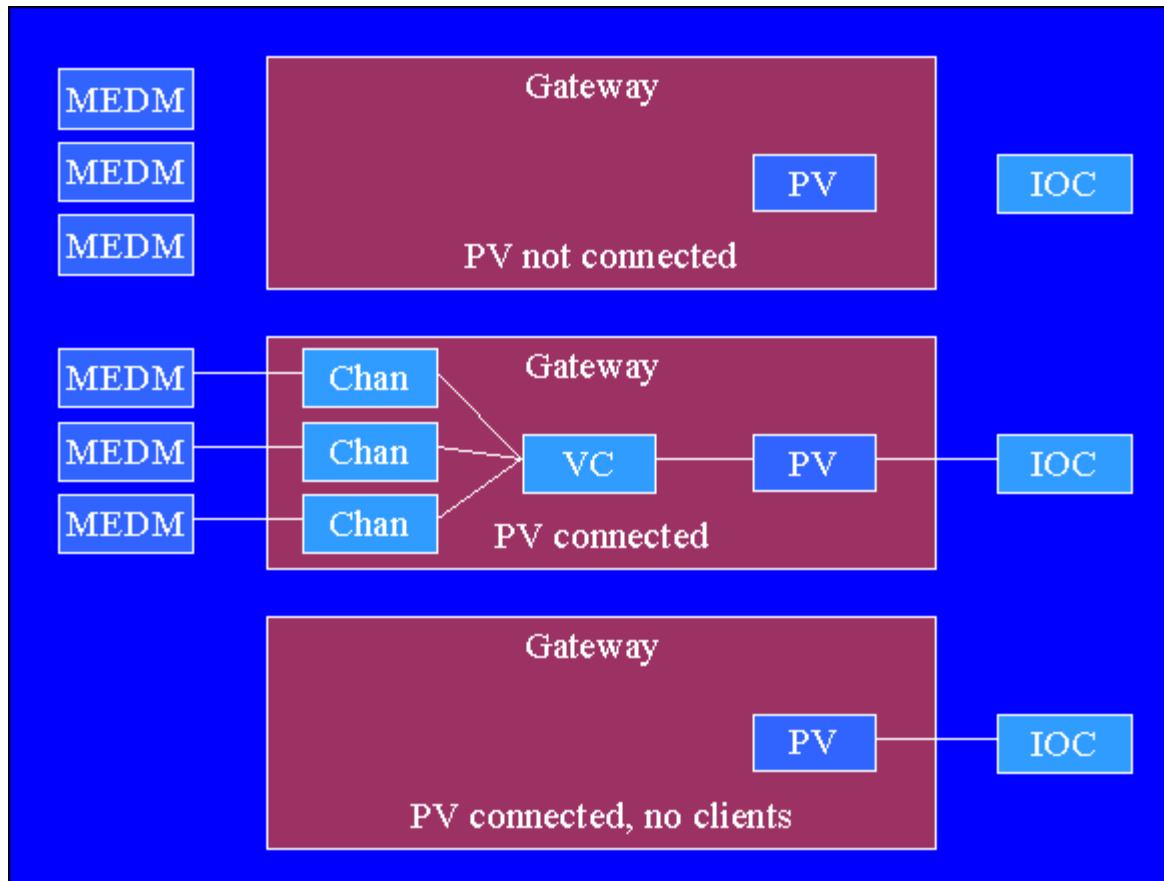 Gateway
MEDM
MEDM
PV
IOC
MEDM
PV not connected
Gateway
MEDM
Chan
MEDM
Chan
VC
PV
IOC
MEDM
Chan
PV connected
Gateway
PV
IOC
PV connected, no clients